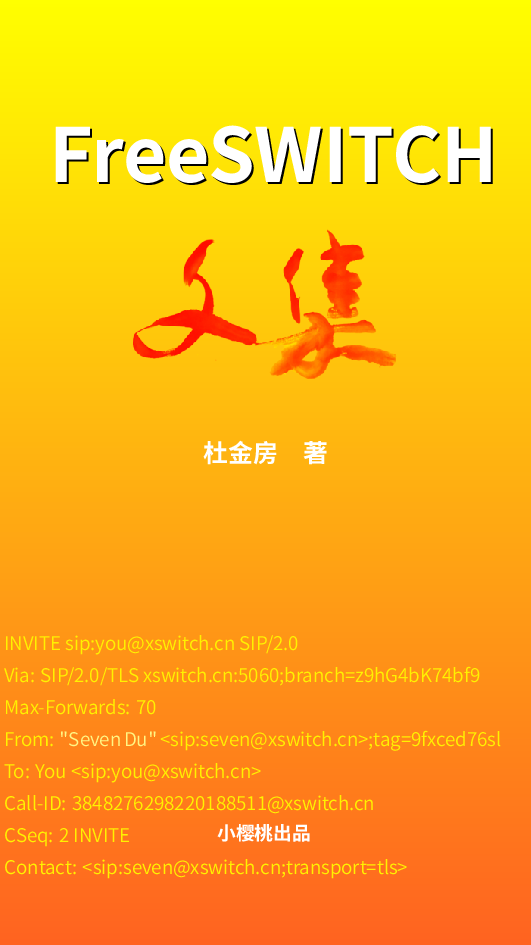 FreeSWITCH
文集
杜金房　著
INVITE sip:you@xswitch.cn SIP/2.0
Via: SIP/2.0/TLS xswitch.cn:5060;branch=z9hG4bK74bf9
Max-Forwards: 70
From: "Seven Du" <sip:seven@xswitch.cn>;tag=9fxced76sl
To: You <sip:you@xswitch.cn>
Call-ID: 3848276298220188511@xswitch.cn
CSeq: 2 INVITE
小樱桃出品
Contact: <sip:seven@xswitch.cn;transport=tls>